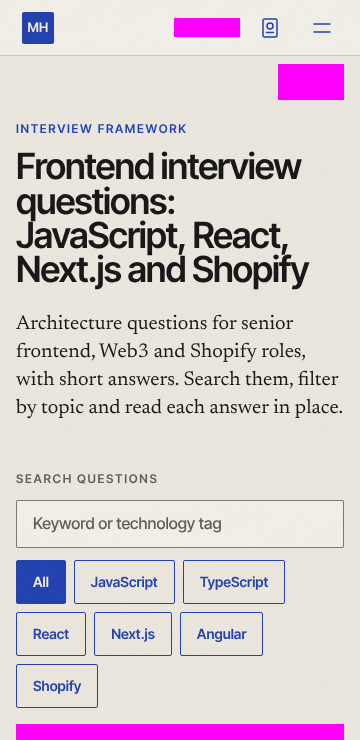 MH
INTERVIEW FRAMEWORK
Frontend interview
questions:
JavaScript, React,
Next.js and Shopify
Architecture questions for senior
frontend, Web3 and Shopify roles,
with short answers. Search them, filter
by topic and read each answer in place.
SEARCH QUESTIONS
Keyword or technology tag
All JavaScript TypeScript
React Next.js Angular
Shopify